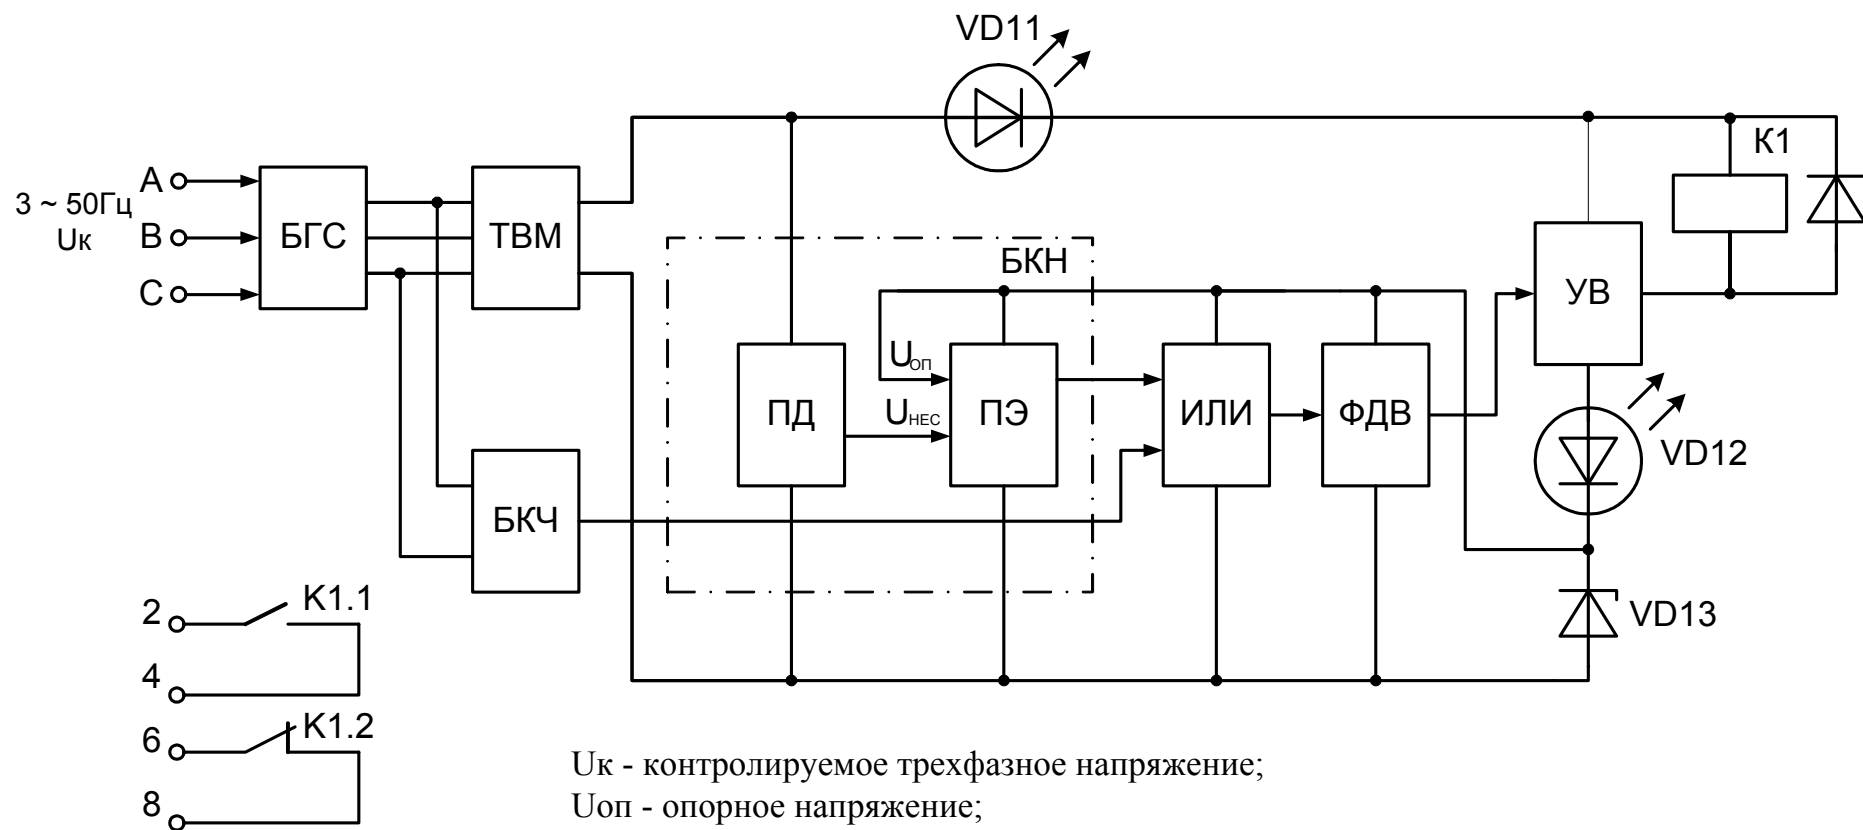 VD11
A
3 ~ 50Гц
Uк
B
C
БГС
ТВМ
К1
БКН
УВ
UОП
UНЕС
ПД
ПЭ
ИЛИ
ФДВ
VD12
БКЧ
VD13
2
K1.1
4
6
K1.2
8
Uк - контролируемое трехфазное напряжение;
Uоп - опорное напряжение;